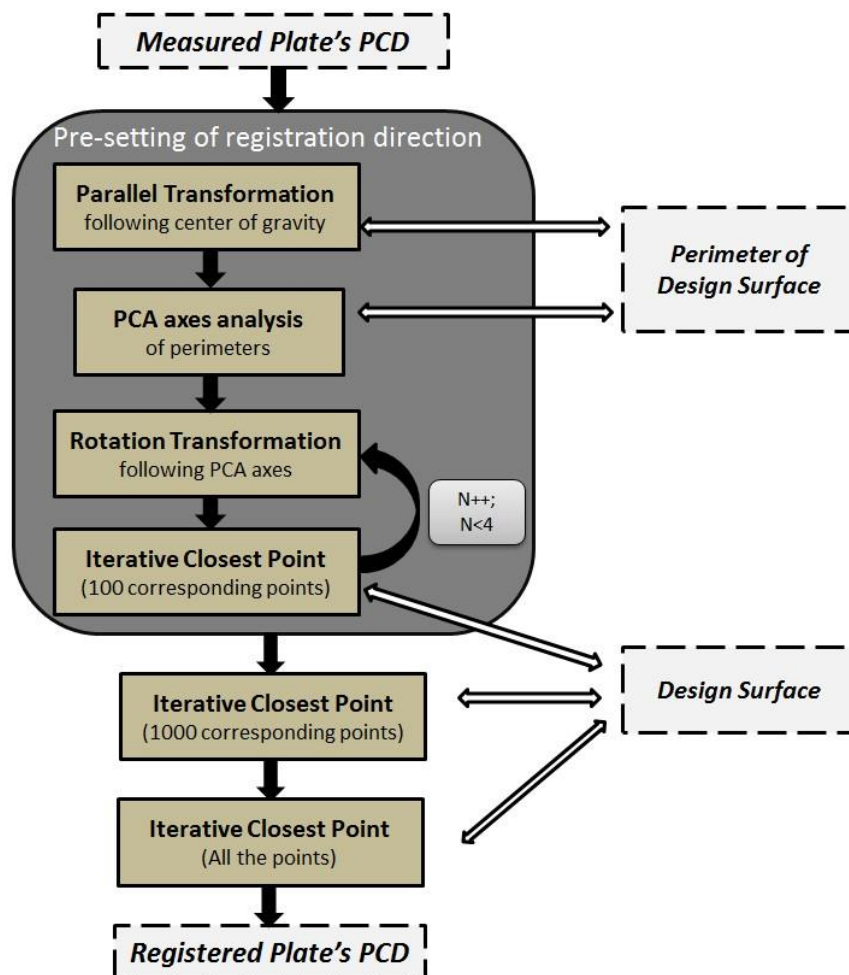 Measured Plate's PCD
Pre-setting of registration direction
Parallel Transformation
following center of gravity
Perimeter of
Design Surface
PCA axes analysis
of perimeters
Rotation Transformation
following PCA axes
N++;
N<4
Iterative Closest Point
(100 corresponding points)
Iterative Closest Point
(1000 corresponding points)
Design Surface
Iterative Closest Point
(All the points)
Registered Plate's PCD